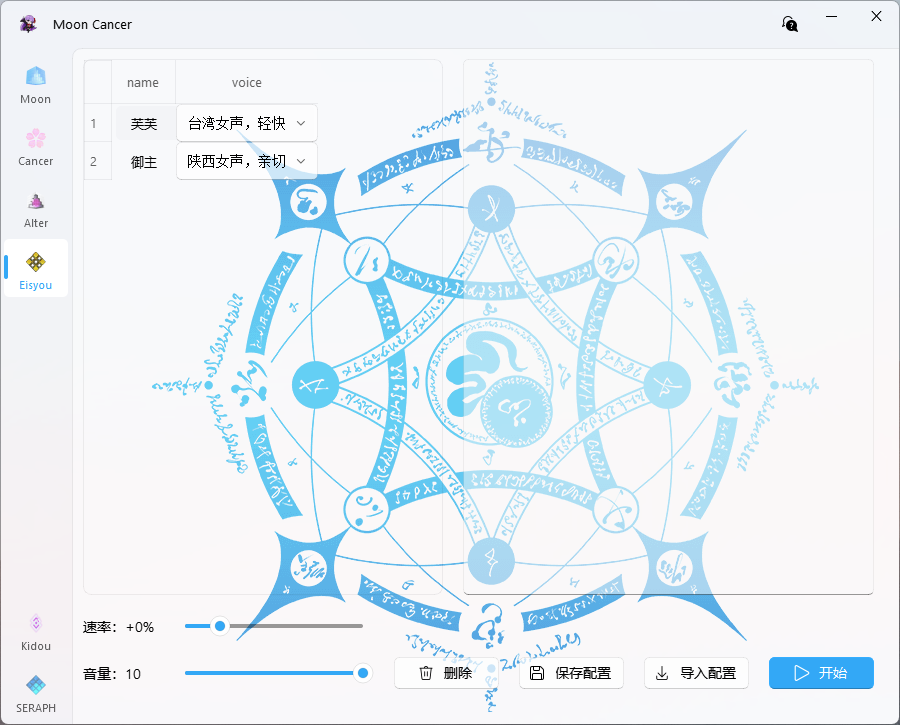 Moon Cancer
Moon
Cancer
Alter
Eisyou
Kidou
SERAPH
name voice
1 芙芙 台湾女声，轻快
2 御主 陕西女声，亲切
速率：+0%
音量：10
删除 保存配置 导入配置 开始